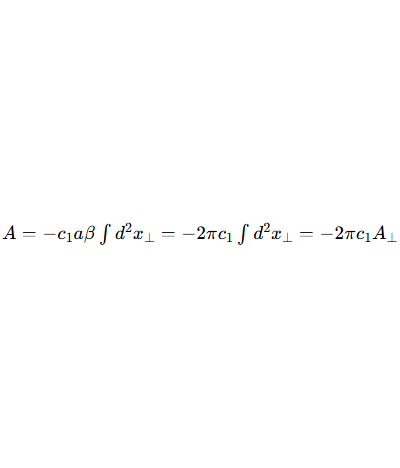 A = −c₁aβ ∫ d²x⊥ = −2πc₁ ∫ d²x⊥ = −2πc₁A⊥